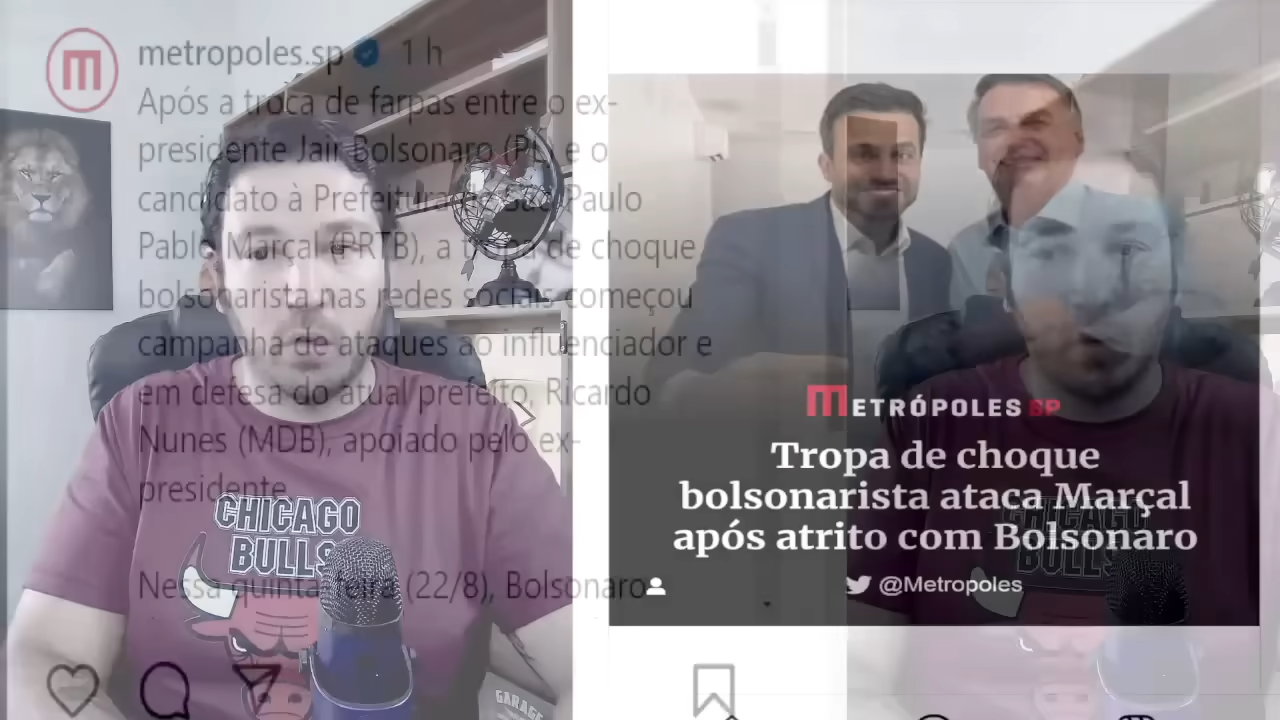 metropoles.sp 1 h
Após a troca de farpas entre o ex-
presidente Jair Bolsonaro (PL) e o
candidato à Prefeitura de São Paulo
Pablo Marçal (PRTB), a tropa de choque
bolsonarista nas redes sociais começou
campanha de ataques ao influenciador e
em defesa do atual prefeito, Ricardo
Nunes (MDB), apoiado pelo ex-
presidente.
Nessa quinta-feira (22/8), Bolsonaro
METRÓPOLES SP
Tropa de choque
bolsonarista ataca Marçal
após atrito com Bolsonaro
@Metropoles
CHICAGO
BULLS
GARAGE
CHICAGO
BULLS